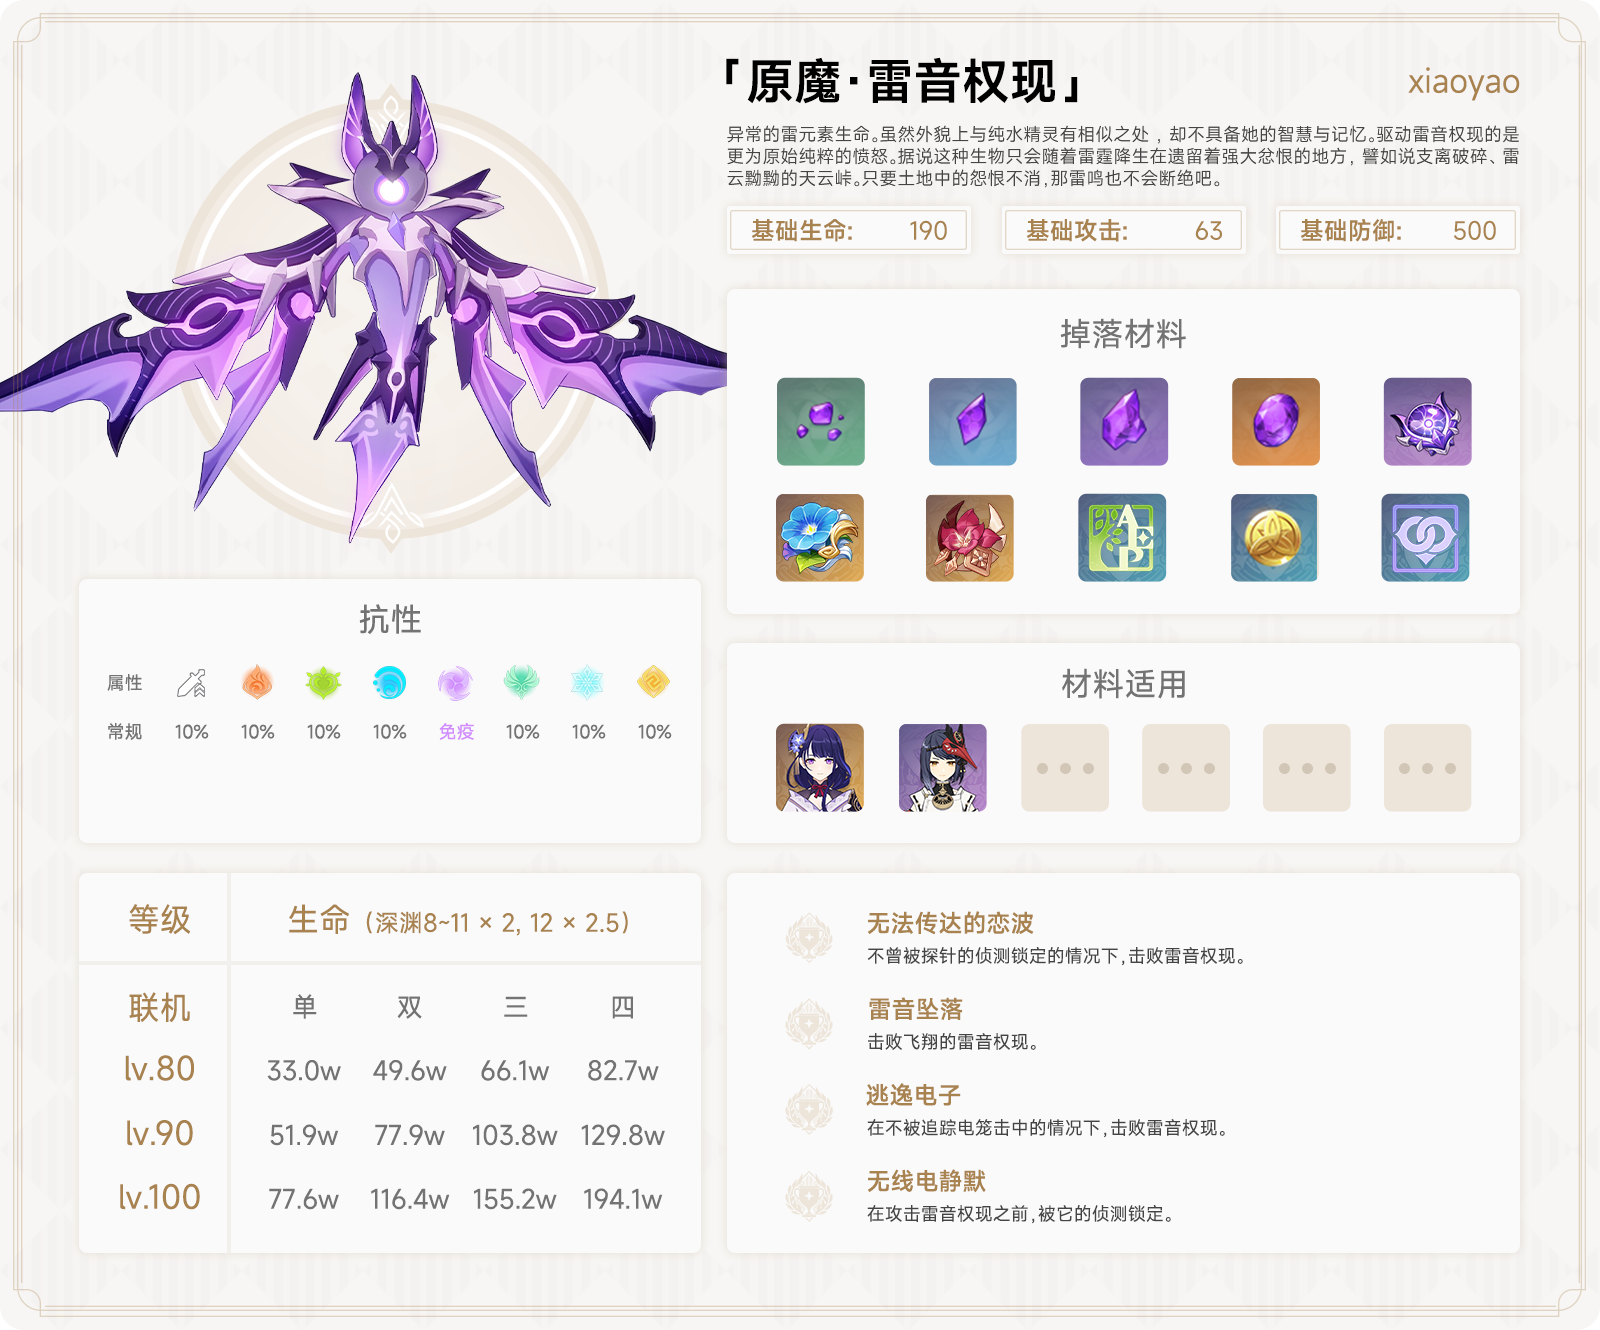 「原魔·雷音权现」
xiaoyao
异常的雷元素生命。虽然外貌上与纯水精灵有相似之处，却不具备她的智慧与记忆。驱动雷音权现的是
更为原始纯粹的愤怒。据说这种生物只会随着雷霆降生在遗留着强大忿恨的地方，譬如说支离破碎、雷
云黝黝的天云峠。只要土地中的怨恨不消，那雷鸣也不会断绝吧。
基础生命: 190
基础攻击: 63
基础防御: 500
掉落材料
AEP
抗性
属性
常规 10% 10% 10% 10% 免疫 10% 10% 10%
材料适用
等级 生命（深渊8~11 × 2, 12 × 2.5）
联机 单 双 三 四
lv.80 33.0w 49.6w 66.1w 82.7w
lv.90 51.9w 77.9w 103.8w 129.8w
lv.100 77.6w 116.4w 155.2w 194.1w
无法传达的恋波
不曾被探针的侦测锁定的情况下，击败雷音权现。
雷音坠落
击败飞翔的雷音权现。
逃逸电子
在不被追踪电笼击中的情况下，击败雷音权现。
无线电静默
在攻击雷音权现之前，被它的侦测锁定。